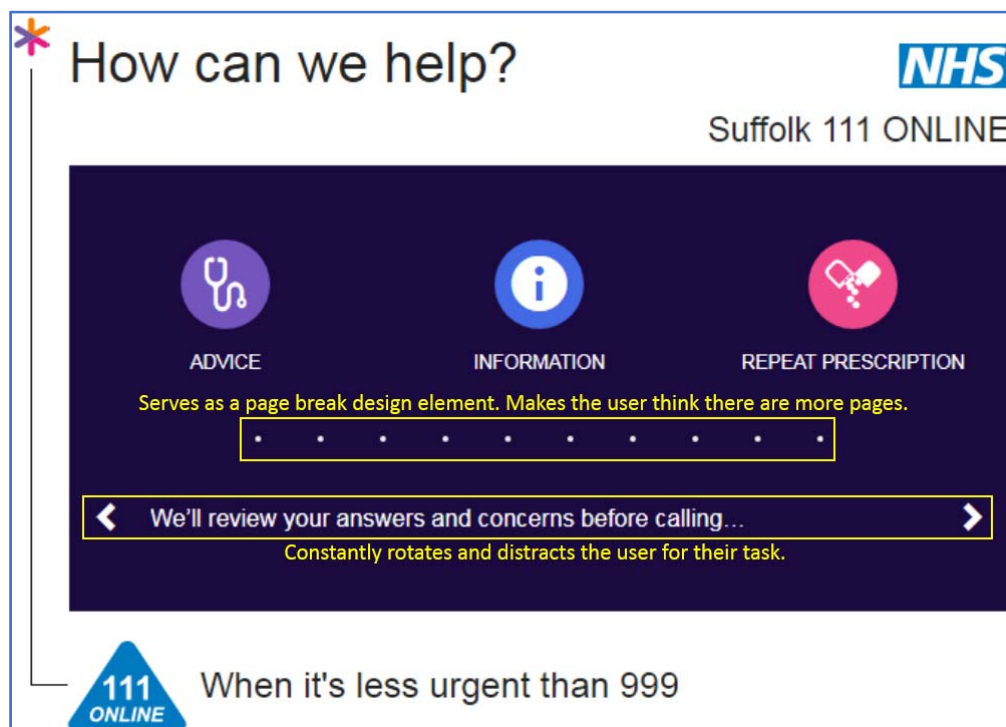 How can we help?
NHS
Suffolk 111 ONLINE
i
ADVICE
INFORMATION
REPEAT PRESCRIPTION
Serves as a page break design element. Makes the user think there are more pages.
We'll review your answers and concerns before calling...
Constantly rotates and distracts the user for their task.
111
ONLINE
When it's less urgent than 999